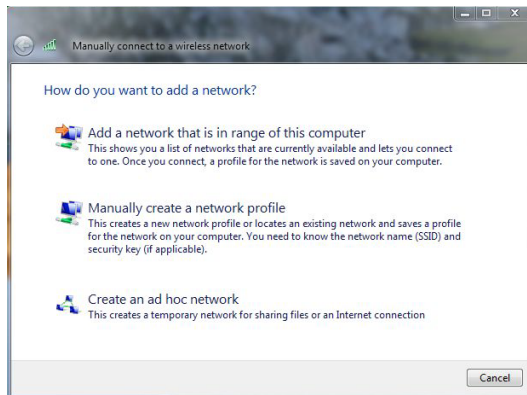 Manually connect to a wireless network
How do you want to add a network?
Add a network that is in range of this computer
This shows you a list of networks that are currently available and lets you connect
to one. Once you connect, a profile for the network is saved on your computer.
Manually create a network profile
This creates a new network profile or locates an existing network and saves a profile
for the network on your computer. You need to know the network name (SSID) and
security key (if applicable).
Create an ad hoc network
This creates a temporary network for sharing files or an Internet connection
Cancel